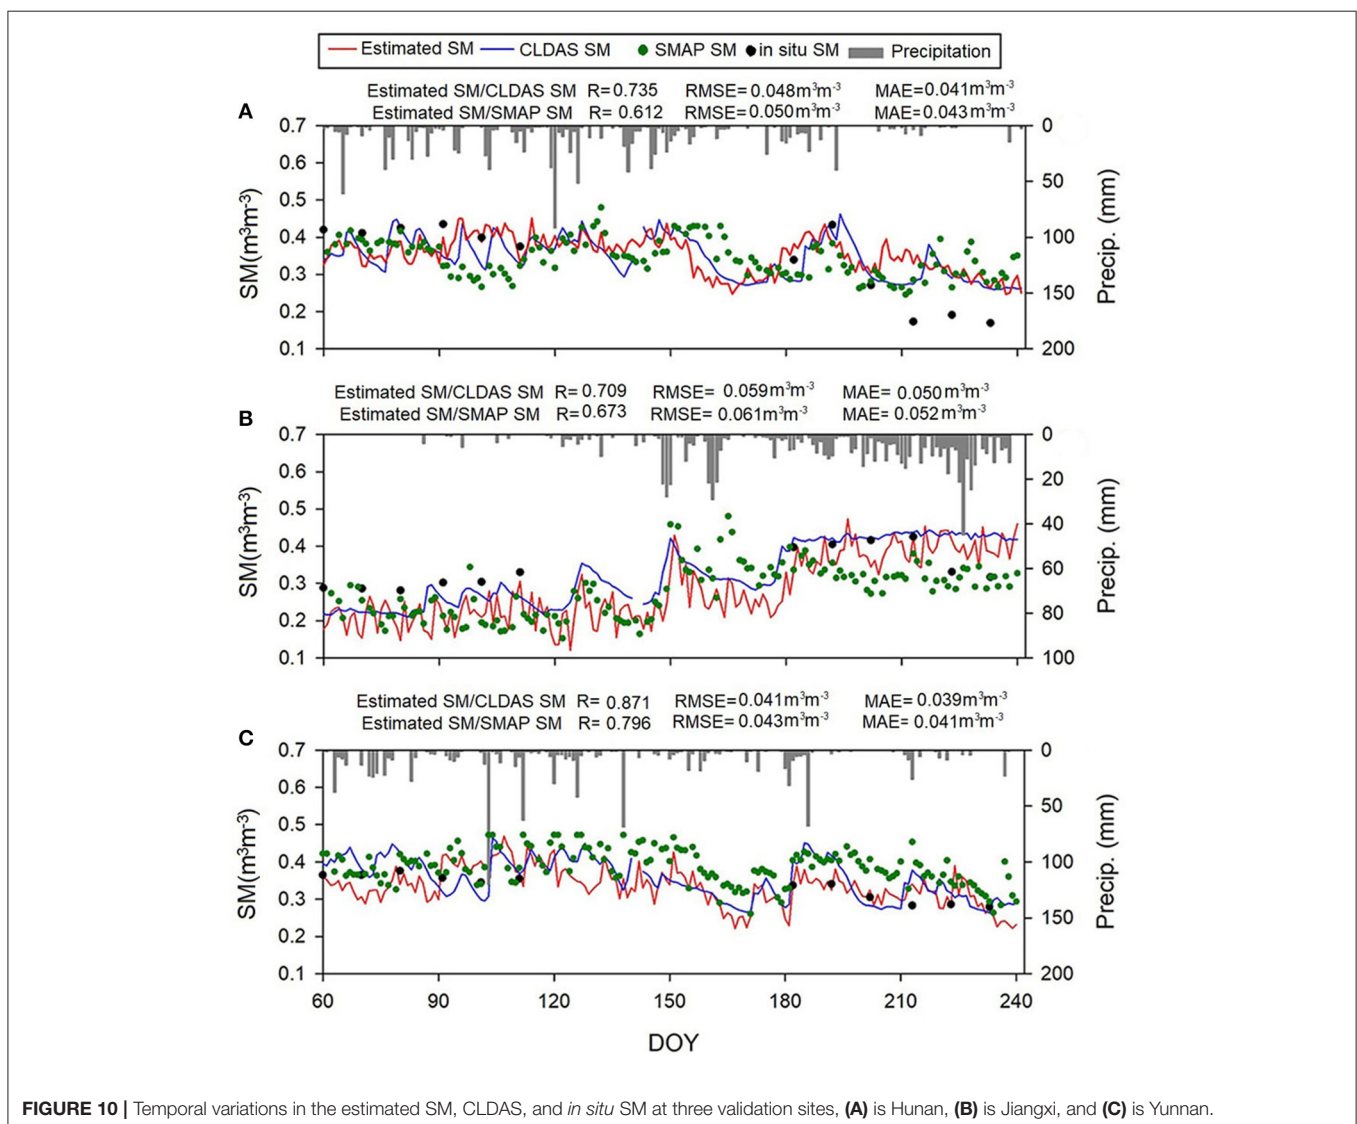 Estimated SM CLDAS SM SMAP SM in situ SM Precipitation
Estimated SM/CLDAS SM R=0.735 RMSE=0.048m³m⁻³ MAE=0.041m³m⁻³
A Estimated SM/SMAP SM R=0.612 RMSE=0.050m³m⁻³ MAE=0.043m³m⁻³
0.7 0
0.6
0.5 50
0.4 100
0.3 150
0.2
0.1 200
SM(m³m⁻³)
Precip. (mm)
Estimated SM/CLDAS SM R=0.709 RMSE= 0.059m³m⁻³ MAE= 0.050m³m⁻³
B Estimated SM/SMAP SM R=0.673 RMSE=0.061m³m⁻³ MAE= 0.052m³m⁻³
0.7 0
0.6 20
0.5 40
0.4
0.3 60
0.2 80
0.1 100
SM(m³m⁻³)
Precip. (mm)
Estimated SM/CLDAS SM R= 0.871 RMSE=0.041m³m⁻³ MAE= 0.039m³m⁻³
C Estimated SM/SMAP SM R= 0.796 RMSE=0.043m³m⁻³ MAE= 0.041m³m⁻³
0.7 0
0.6
0.5 50
0.4 100
0.3 150
0.2
0.1 200
SM(m³m⁻³)
Precip. (mm)
60 90 120 150 180 210 240
DOY
FIGURE 10 | Temporal variations in the estimated SM, CLDAS, and in situ SM at three validation sites, (A) is Hunan, (B) is Jiangxi, and (C) is Yunnan.